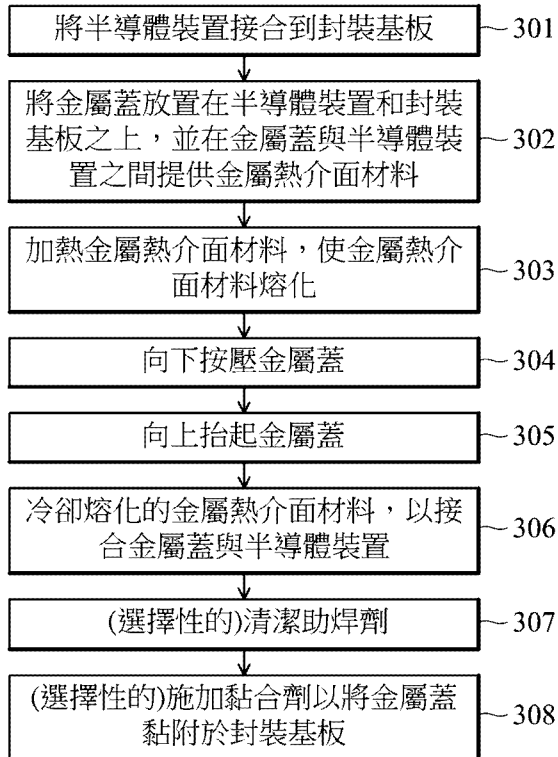 將半導體裝置接合到封裝基板
301
將金屬蓋放置在半導體裝置和封裝
基板之上，並在金屬蓋與半導體裝
置之間提供金屬熱介面材料
302
加熱金屬熱介面材料，使金屬熱介
面材料熔化
303
向下按壓金屬蓋
304
向上抬起金屬蓋
305
冷卻熔化的金屬熱介面材料，以接
合金屬蓋與半導體裝置
306
(選擇性的)清潔助焊劑
307
(選擇性的)施加黏合劑以將金屬蓋
黏附於封裝基板
308